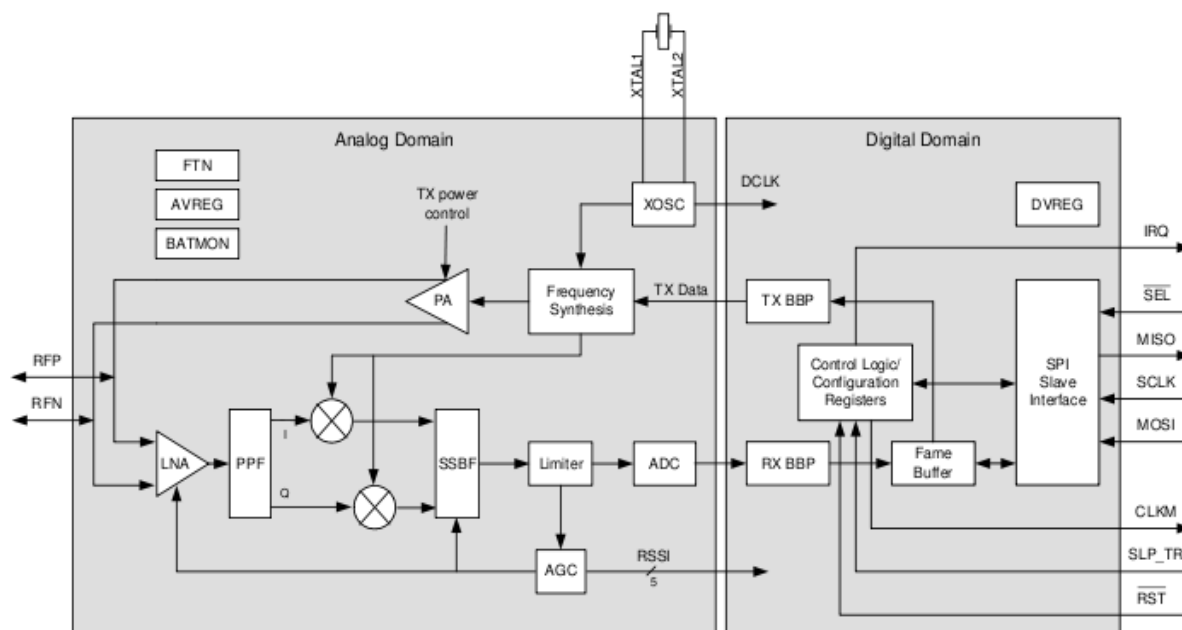 XTAL1
XTAL2
Analog Domain
Digital Domain
FTN
AVREG
BATMON
TX power
control
XOSC
DCLK
DVREG
IRQ
PA
Frequency
Synthesis
TX Data
TX BBP
SEL
MISO
RFP
RFN
Control Logic/
Configuration
Registers
SPI
Slave
Interface
SCLK
MOSI
LNA
PPF
I
Q
SSBF
Limiter
ADC
RX BBP
Fame
Buffer
AGC
RSSI
5
CLKM
SLP_TR
RST